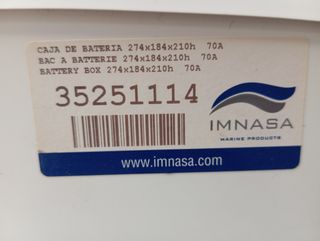 CAJA DE BATERIA 274x184x210h 70A
BAC A BATTERIE 274x184x210h 70A
BATTERY BOX 274x184x210h 70A
35251114
IMNASA
MARINE PRODUCTS
www.imnasa.com